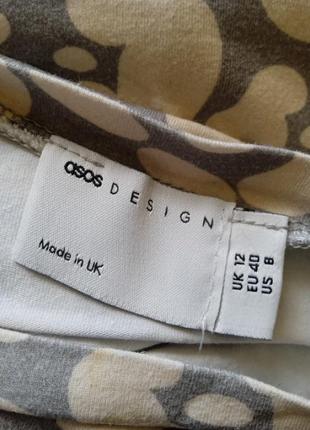 asos DESIGN
Made in UK
UK 12
EU 40
US 8